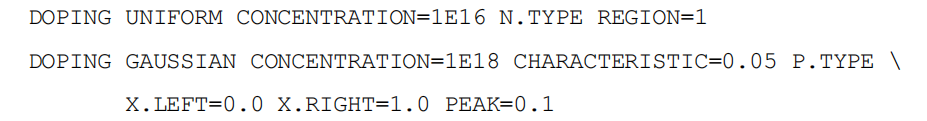 DOPING UNIFORM CONCENTRATION=1E16 N.TYPE REGION=1
DOPING GAUSSIAN CONCENTRATION=1E18 CHARACTERISTIC=0.05 P.TYPE \
X.LEFT=0.0 X.RIGHT=1.0 PEAK=0.1